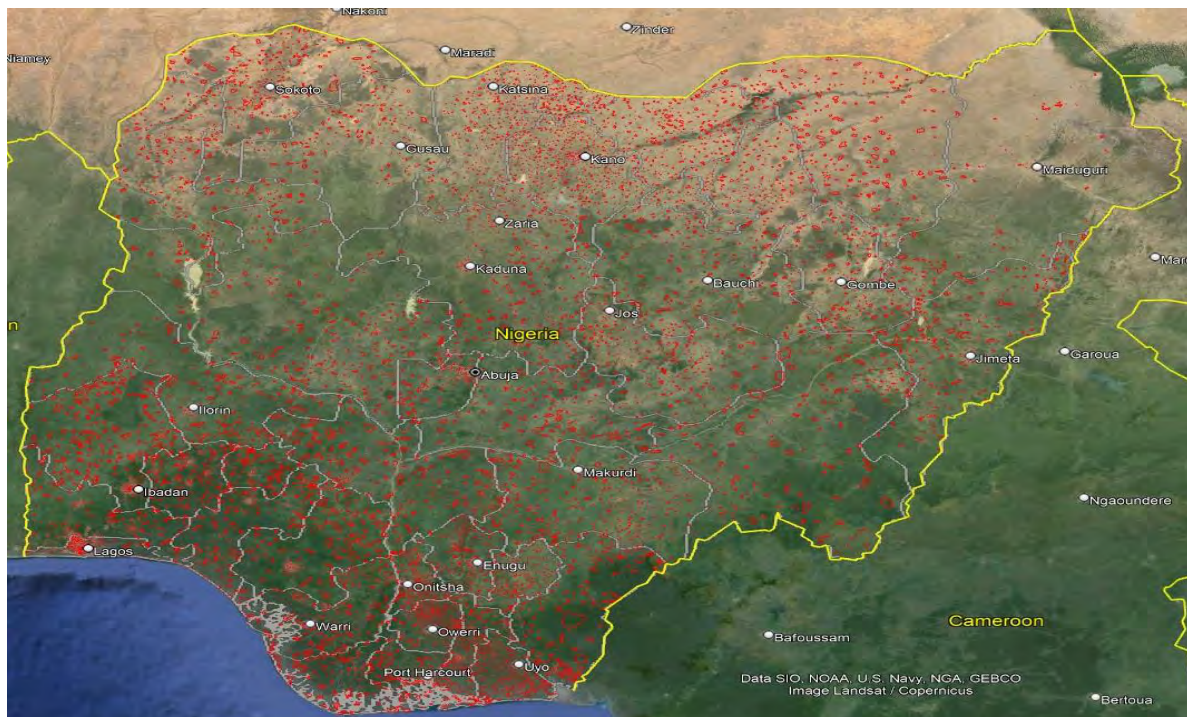 Nakoni
Zinder
Niamey
Maradi
Sokoto
Katsina
Gusau
Kano
Maiduguri
Zaria
Kaduna
Bauchi
Gombe
Jos
Nigeria
n
Abuja
Jimeta
Garoua
Ilorin
Makurdi
Ibadan
Ngaoundere
Lagos
Enugu
Onitsha
Warri
Owerri
Cameroon
Bafoussam
Port Harcourt
Uyo
Data SIO, NOAA, U.S. Navy, NGA, GEBCO
Image Landsat / Copernicus
Bertoua